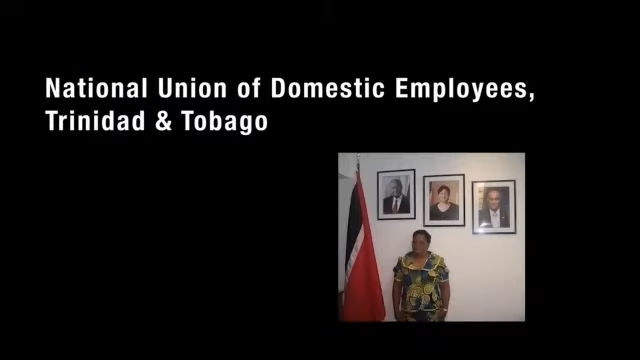 National Union of Domestic Employees,
Trinidad & Tobago